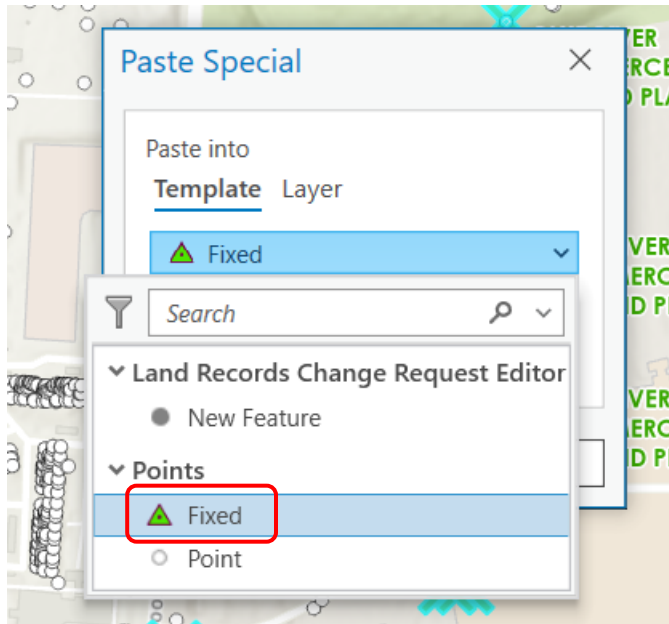 Paste Special
Paste into
Template Layer
Fixed
Search
Land Records Change Request Editor
New Feature
Points
Fixed
Point